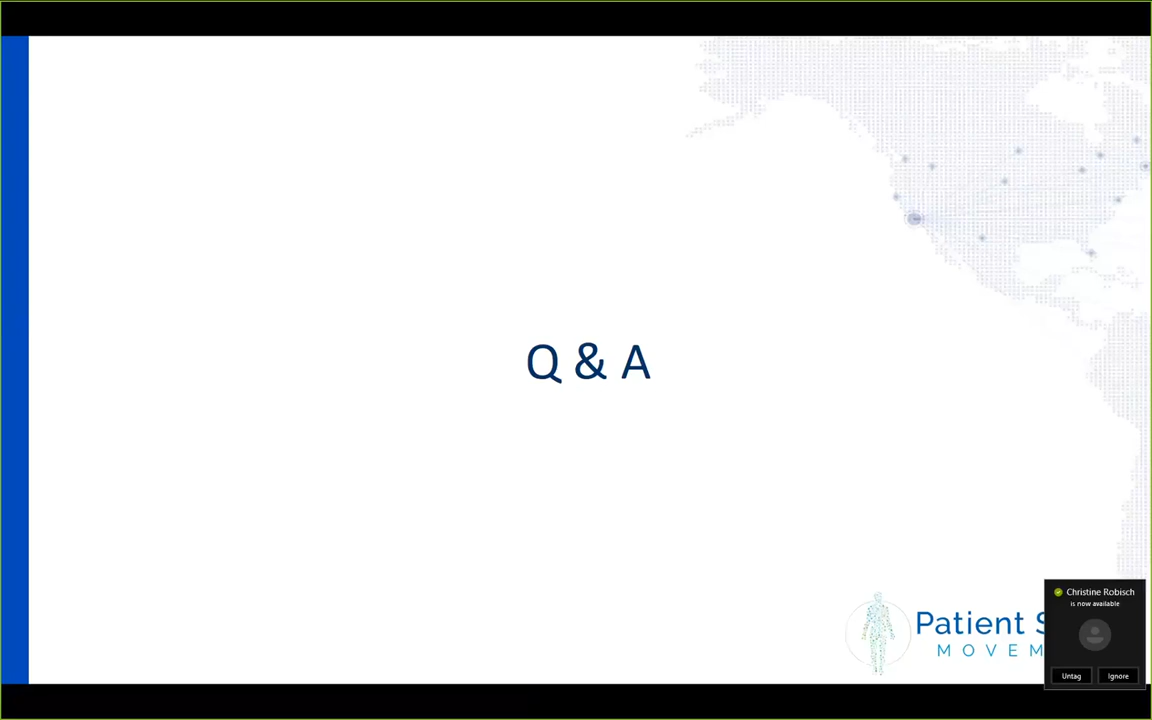 Q & A
Patient S
MOVEM
Christine Robisch
is now available
Untag
Ignore